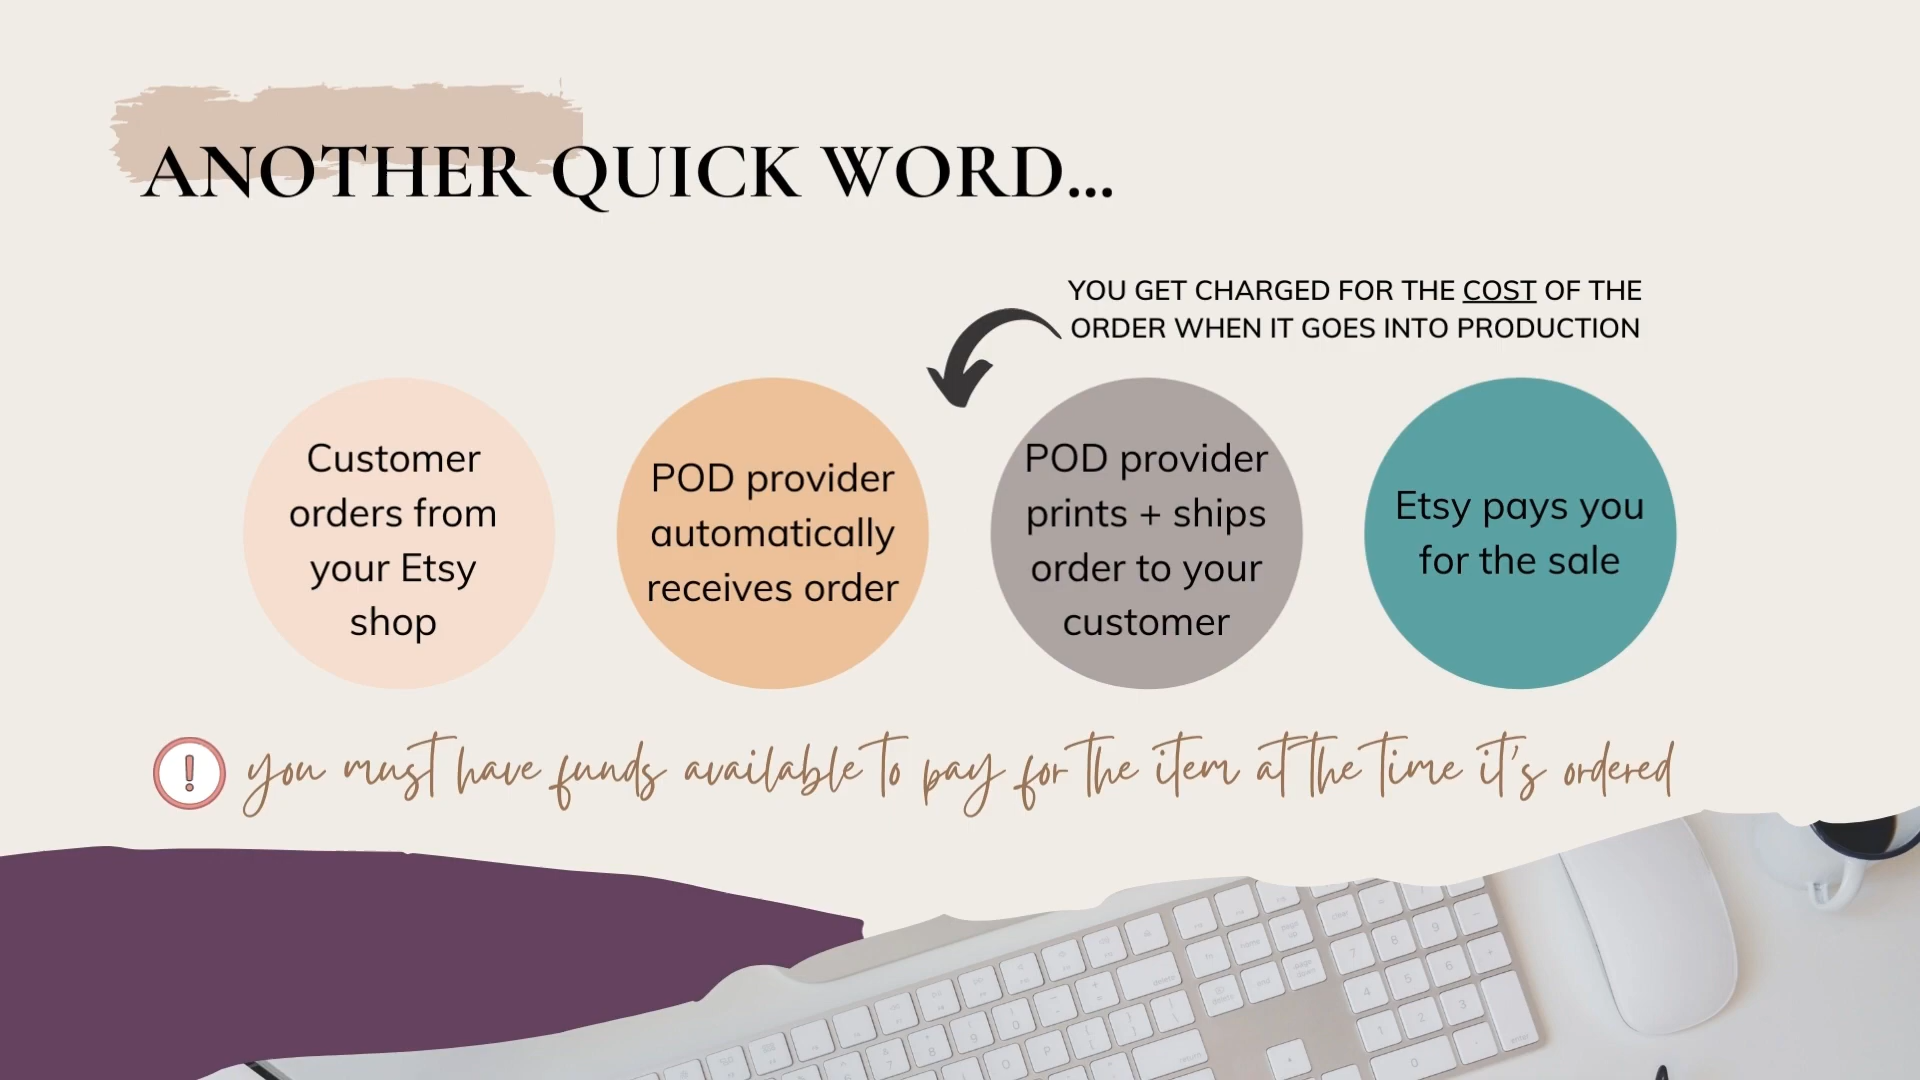 ANOTHER QUICK WORD...
YOU GET CHARGED FOR THE COST OF THE
ORDER WHEN IT GOES INTO PRODUCTION
Customer
orders from
your Etsy
shop
POD provider
automatically
receives order
POD provider
prints + ships
order to your
customer
Etsy pays you
for the sale
! you must have funds available to pay for the item at the time it's ordered